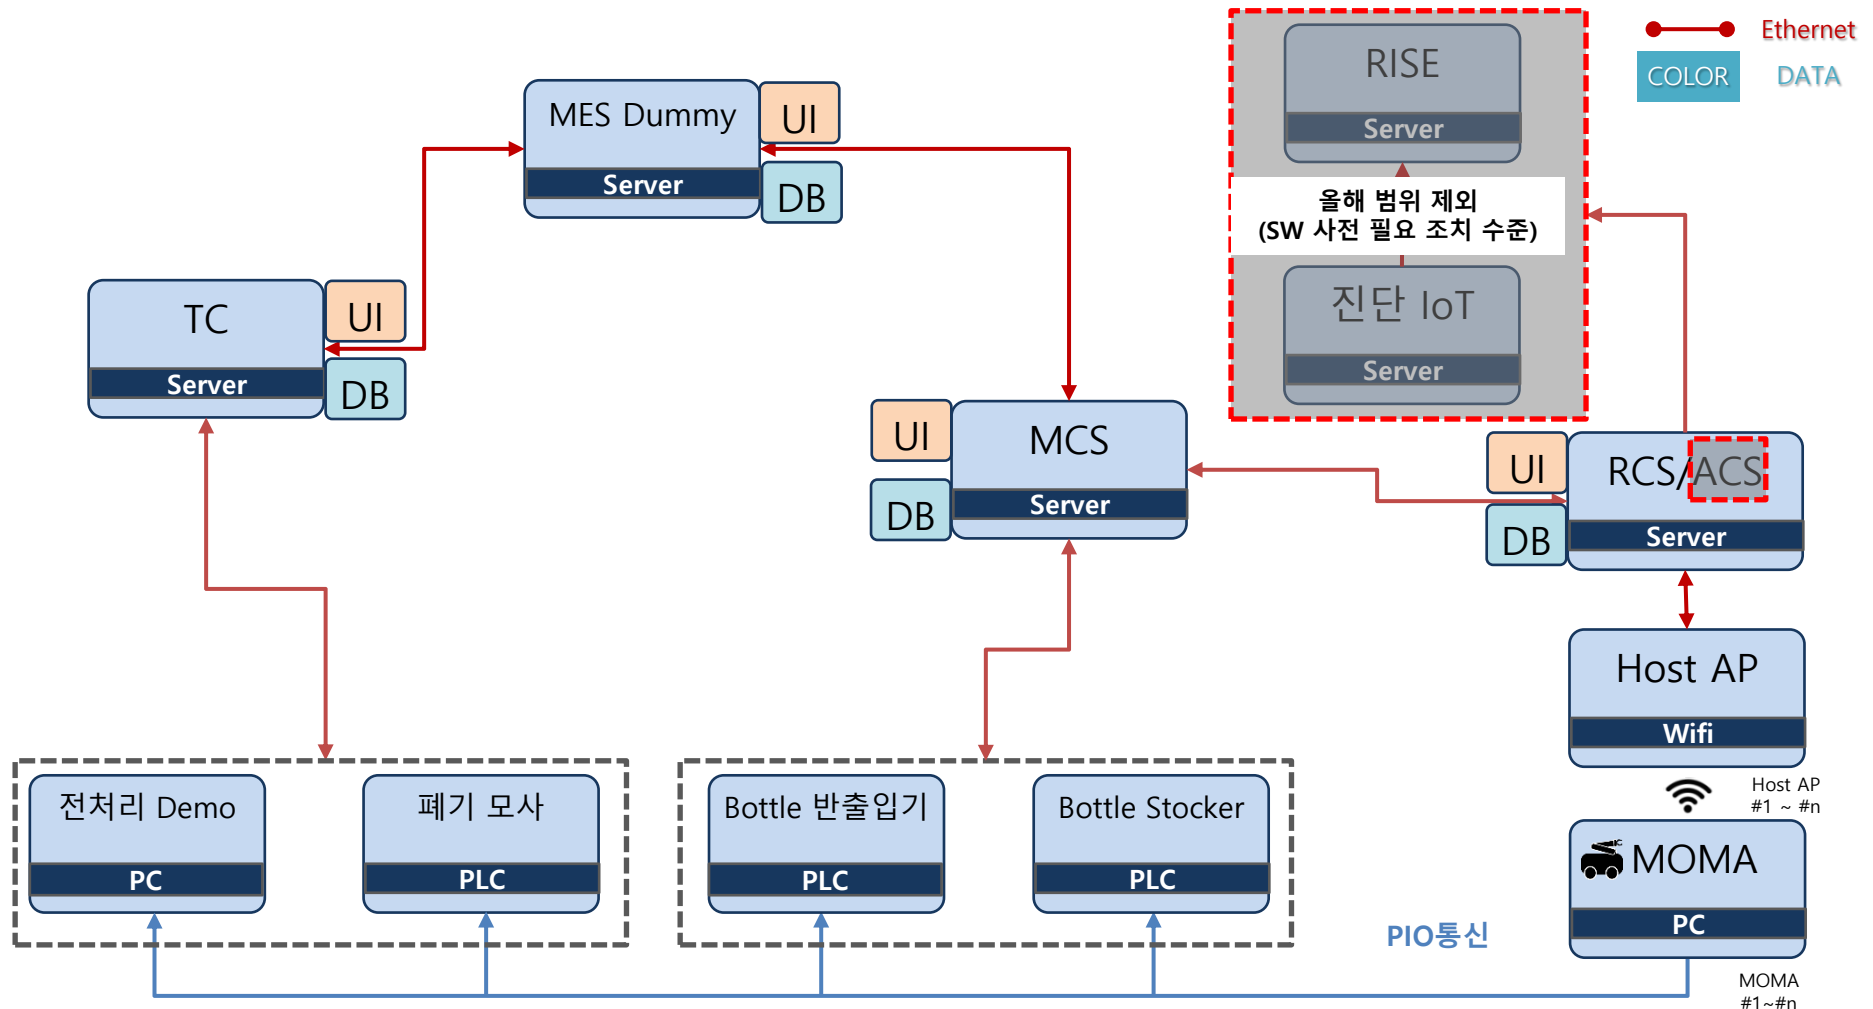 RISE
Server
올해 범위 제외
(SW 사전 필요 조치 수준)
진단 IoT
Server
Ethernet
COLOR
DATA
MES Dummy
Server
UI
DB
TC
Server
UI
DB
UI
DB
MCS
Server
UI
DB
RCS/ACS
Server
Host AP
Wifi
Host AP
#1 ~ #n
전처리 Demo
PC
폐기 모사
PLC
Bottle 반출입기
PLC
Bottle Stocker
PLC
MOMA
PC
PIO통신
MOMA
#1~#n